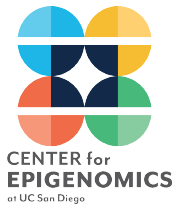 CENTER for
EPIGENOMICS
at UC San Diego